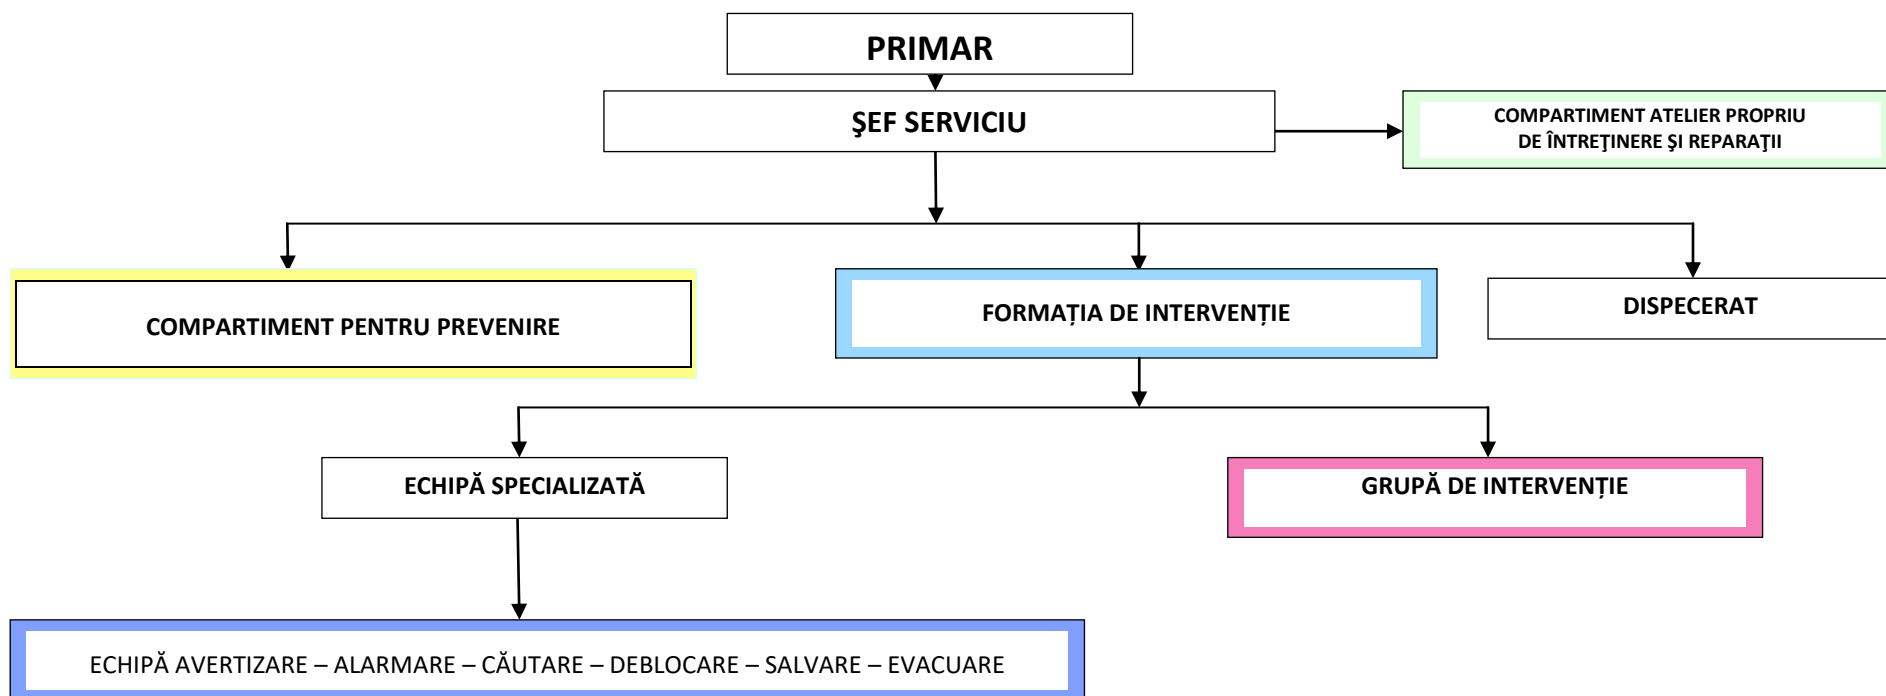 PRIMAR
ŞEF SERVICIU
COMPARTIMENT ATELIER PROPRIU
DE ÎNTREŢINERE ŞI REPARAŢII
COMPARTIMENT PENTRU PREVENIRE
FORMAȚIA DE INTERVENȚIE
DISPECERAT
ECHIPĂ SPECIALIZATĂ
GRUPĂ DE INTERVENȚIE
ECHIPĂ AVERTIZARE – ALARMARE – CĂUTARE – DEBLOCARE – SALVARE – EVACUARE